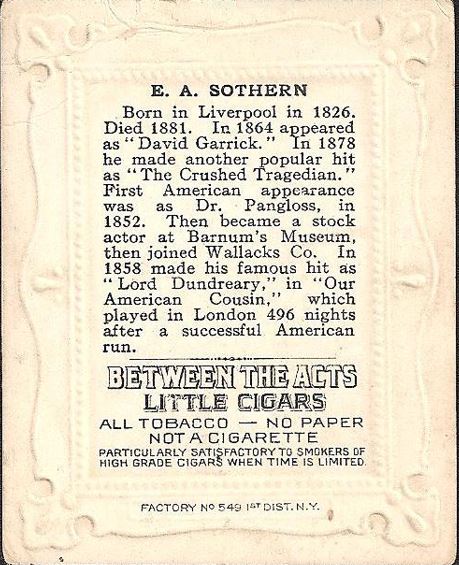 E. A. SOTHERN
Born in Liverpool in 1826.
Died 1881. In 1864 appeared
as "David Garrick." In 1878
he made another popular hit
as "The Crushed Tragedian."
First American appearance
was as Dr. Pangloss, in
1852. Then became a stock
actor at Barnum's Museum,
then joined Wallacks Co. In
1858 made his famous hit as
"Lord Dundreary," in "Our
American Cousin," which
played in London 496 nights
after a successful American
run.
BETWEEN THE ACTS
LITTLE CIGARS
ALL TOBACCO — NO PAPER
NOT A CIGARETTE
PARTICULARLY SATISFACTORY TO SMOKERS OF
HIGH GRADE CIGARS WHEN TIME IS LIMITED.
FACTORY No 549 1ST DIST. N.Y.